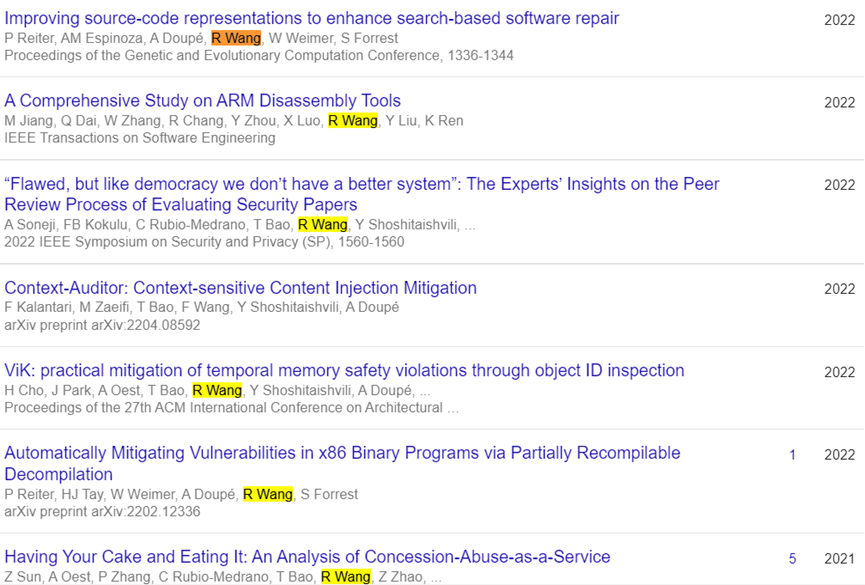 Improving source-code representations to enhance search-based software repair 2022
P Reiter, AM Espinoza, A Doupé, R Wang, W Weimer, S Forrest
Proceedings of the Genetic and Evolutionary Computation Conference, 1336-1344
A Comprehensive Study on ARM Disassembly Tools 2022
M Jiang, Q Dai, W Zhang, R Chang, Y Zhou, X Luo, R Wang, Y Liu, K Ren
IEEE Transactions on Software Engineering
“Flawed, but like democracy we don’t have a better system”: The Experts’ Insights on the Peer 2022
Review Process of Evaluating Security Papers
A Soneji, FB Kokulu, C Rubio-Medrano, T Bao, R Wang, Y Shoshitaishvili, ...
2022 IEEE Symposium on Security and Privacy (SP), 1560-1560
Context-Auditor: Context-sensitive Content Injection Mitigation 2022
F Kalantari, M Zaeifi, T Bao, F Wang, Y Shoshitaishvili, A Doupé
arXiv preprint arXiv:2204.08592
ViK: practical mitigation of temporal memory safety violations through object ID inspection 2022
H Cho, J Park, A Oest, T Bao, R Wang, Y Shoshitaishvili, A Doupé, ...
Proceedings of the 27th ACM International Conference on Architectural …
Automatically Mitigating Vulnerabilities in x86 Binary Programs via Partially Recompilable 1 2022
Decompilation
P Reiter, HJ Tay, W Weimer, A Doupé, R Wang, S Forrest
arXiv preprint arXiv:2202.12336
Having Your Cake and Eating It: An Analysis of Concession-Abuse-as-a-Service 5 2021
Z Sun, A Oest, P Zhang, C Rubio-Medrano, T Bao, R Wang, Z Zhao, ...